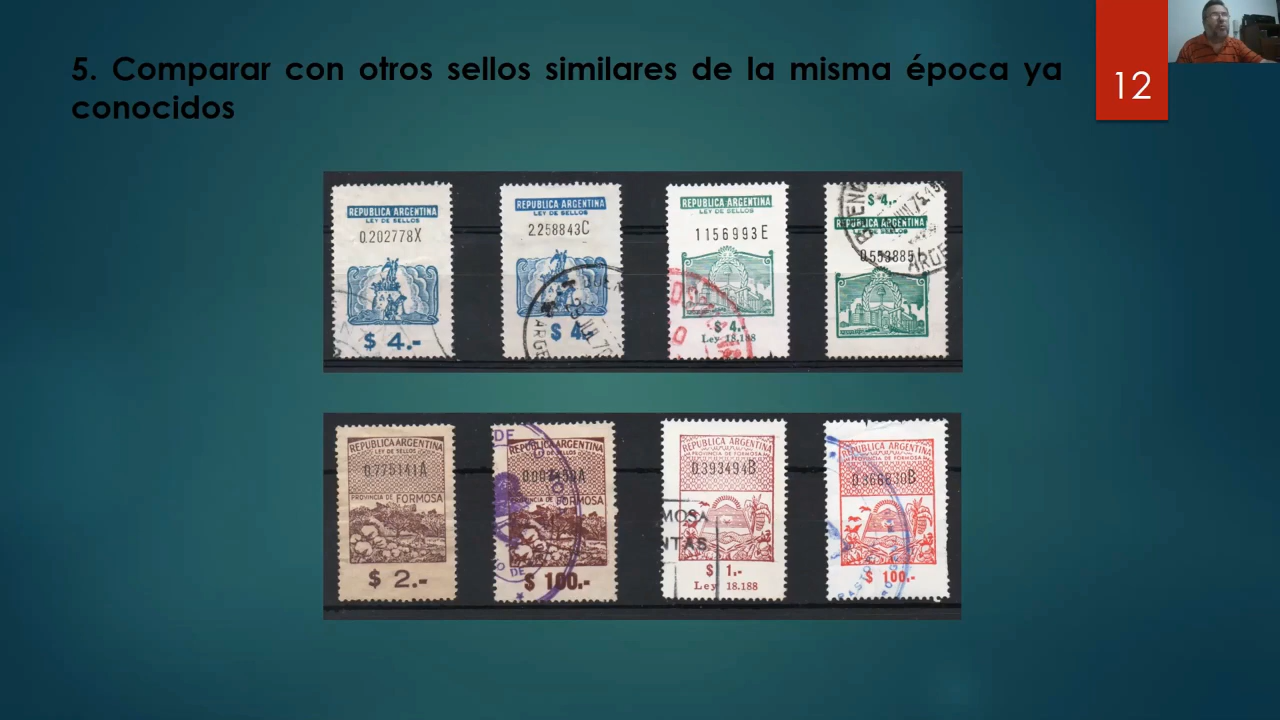 5. Comparar con otros sellos similares de la misma época ya
conocidos
12
REPUBLICA ARGENTINA
LEY DE SELLOS
0.202778X
$ 4.-
REPUBLICA ARGENTINA
LEY DE SELLOS
2.258843C
$ 4.
REPUBLICA ARGENTINA
LEY DE SELLOS
1156993E
$ 4.-
Ley 18.188
$ 4,-
REPUBLICA ARGENTINA
REPUBLICA ARGENTINA
LEY DE SELLOS
0.775141A
PROVINCIA DE FORMOSA
$ 2.-
REPUBLICA ARGENTINA
PROVINCIA DE FORMOSA
$ 100.-
REPUBLICA ARGENTINA
PROVINCIA DE FORMOSA
0.393494B
$ 1.-
Ley 18.188
REPUBLICA ARGENTINA
PROVINCIA DE FORMOSA
$ 100.-